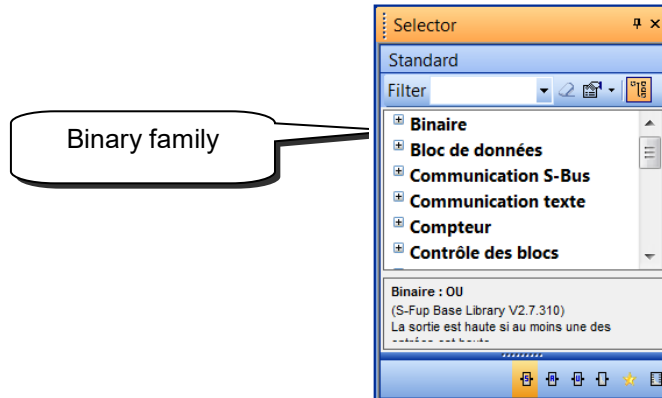 Selector
Standard
Filter
Binary family
Binaire
Bloc de données
Communication S-Bus
Communication texte
Compteur
Contrôle des blocs
Binaire : OU
(S-Fup Base Library V2.7.310)
La sortie est haute si au moins une des